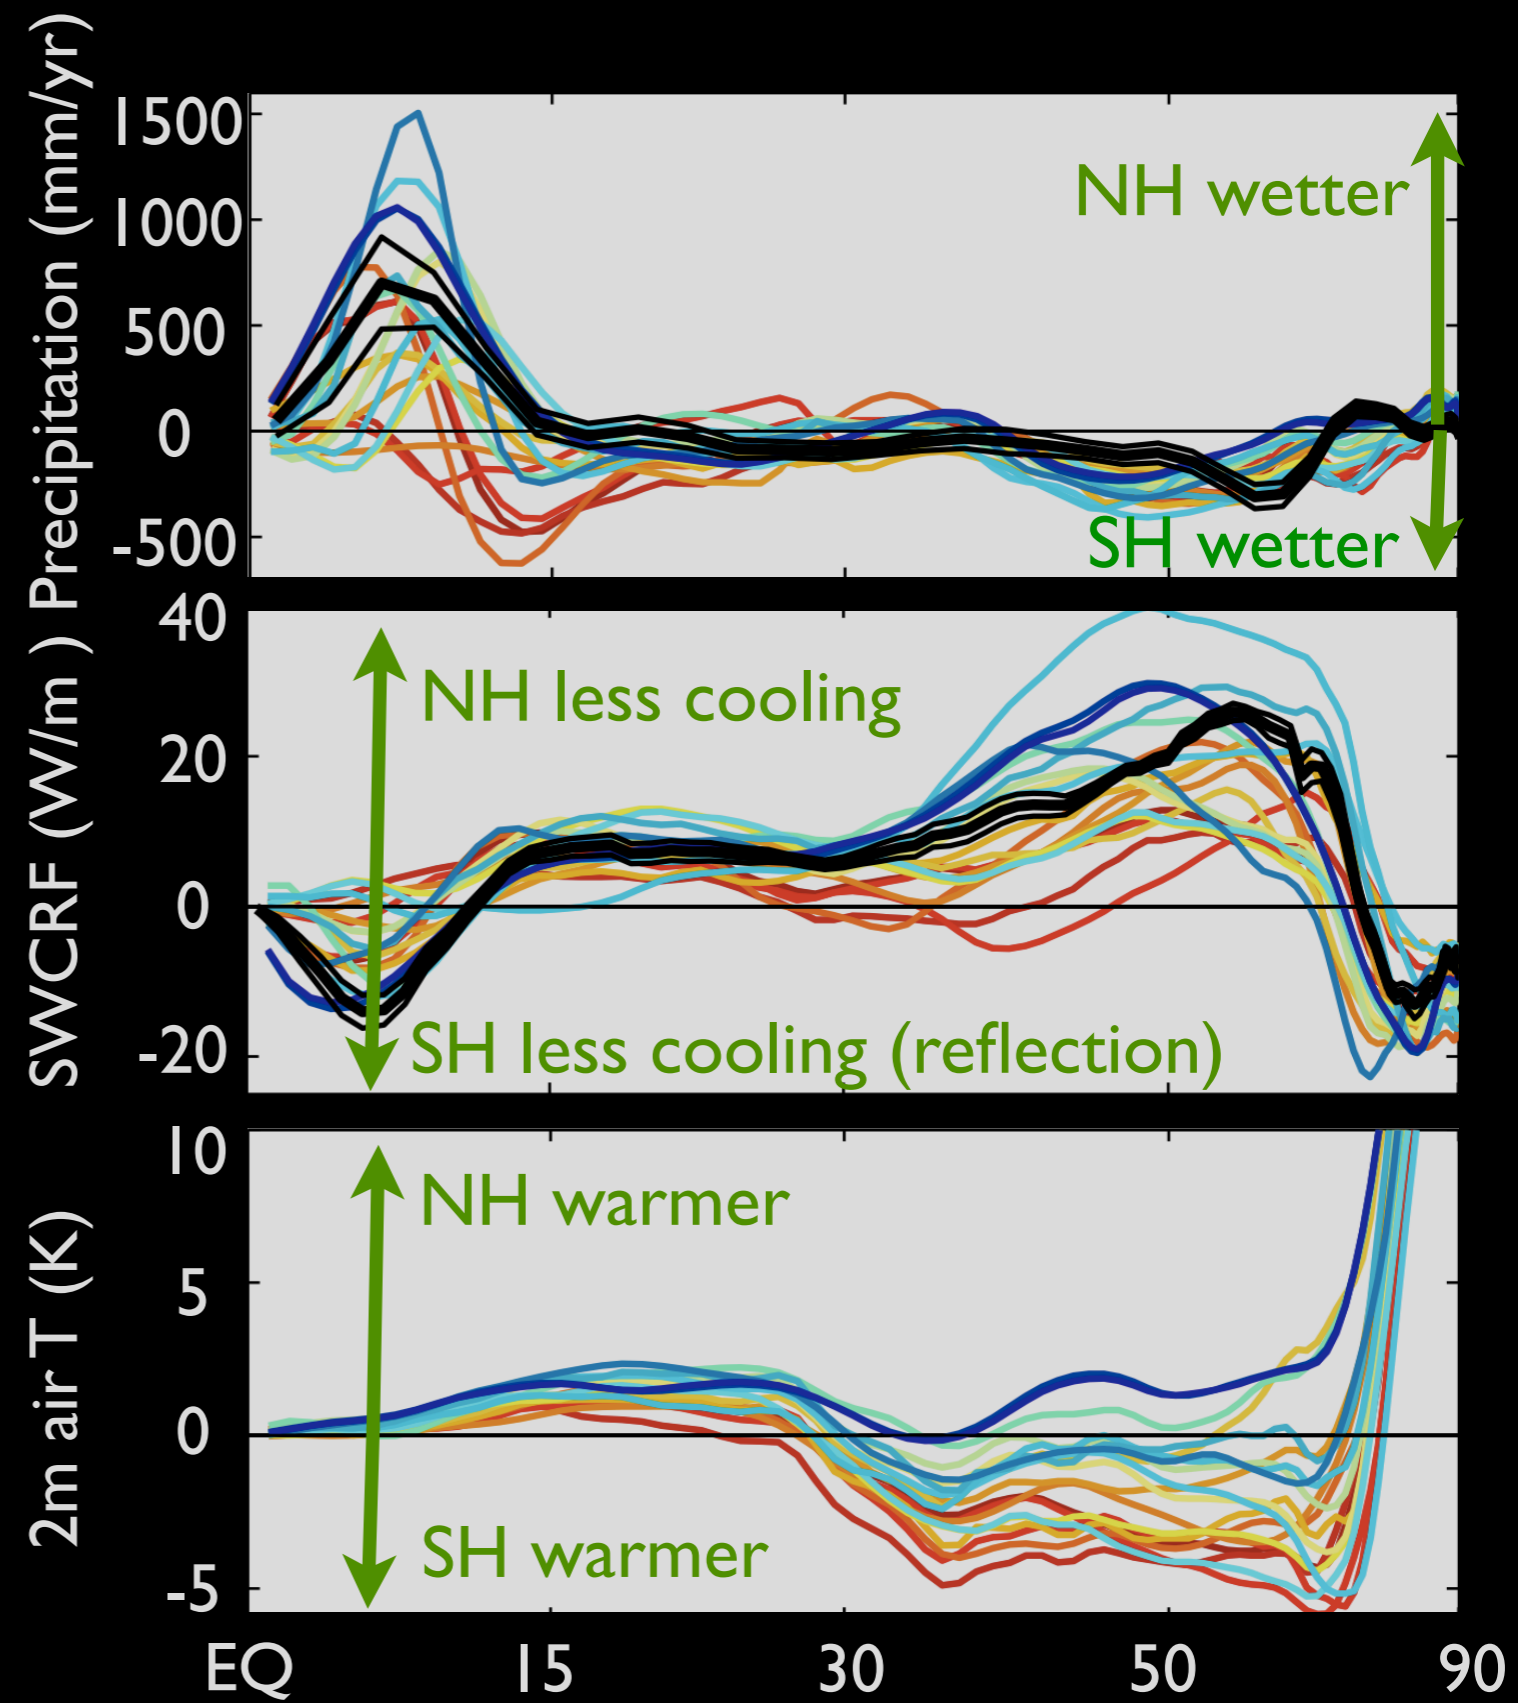 Precipitation (mm/yr)
1500
1000
500
0
-500
NH wetter
SH wetter
SWCRF (W/m )
40
20
0
-20
NH less cooling
SH less cooling (reflection)
2m air T (K)
10
5
0
-5
NH warmer
SH warmer
EQ 15 30 50 90